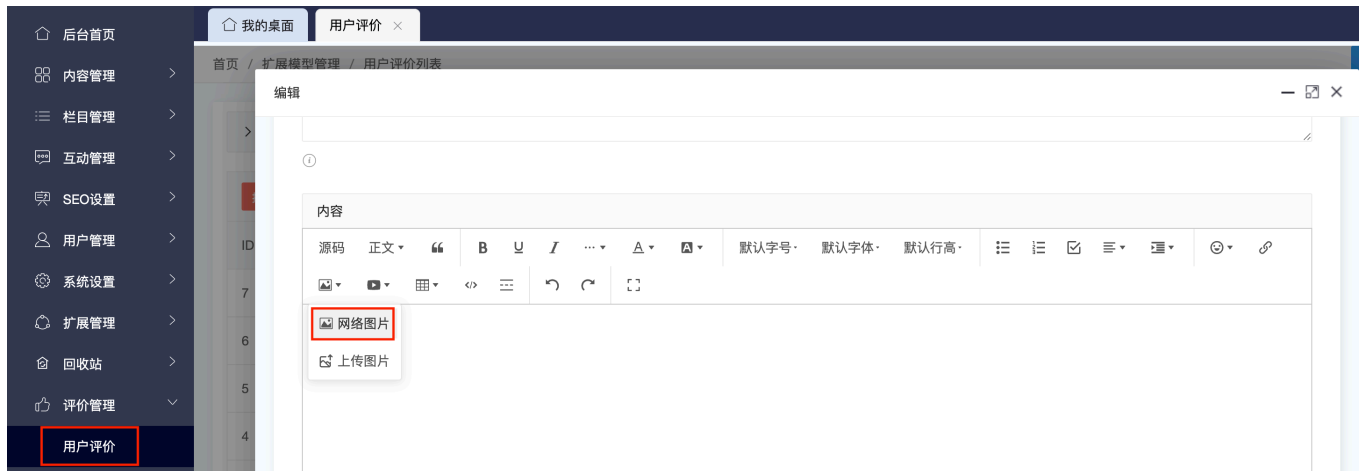 后台首页
内容管理
栏目管理
互动管理
SEO设置
用户管理
系统设置
扩展管理
回收站
评价管理
用户评价
我的桌面 用户评价
首页 / 扩展模型管理 / 用户评价列表
编辑
ID
7
6
5
4
内容
源码 正文 B U I ... A A 默认字号 默认字体 默认行高
网络图片
上传图片